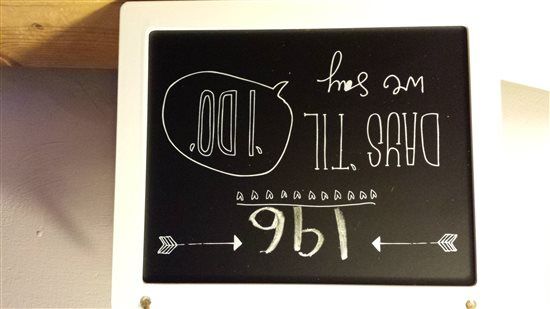 196
DAYS 'TIL
we say
'I DO.'